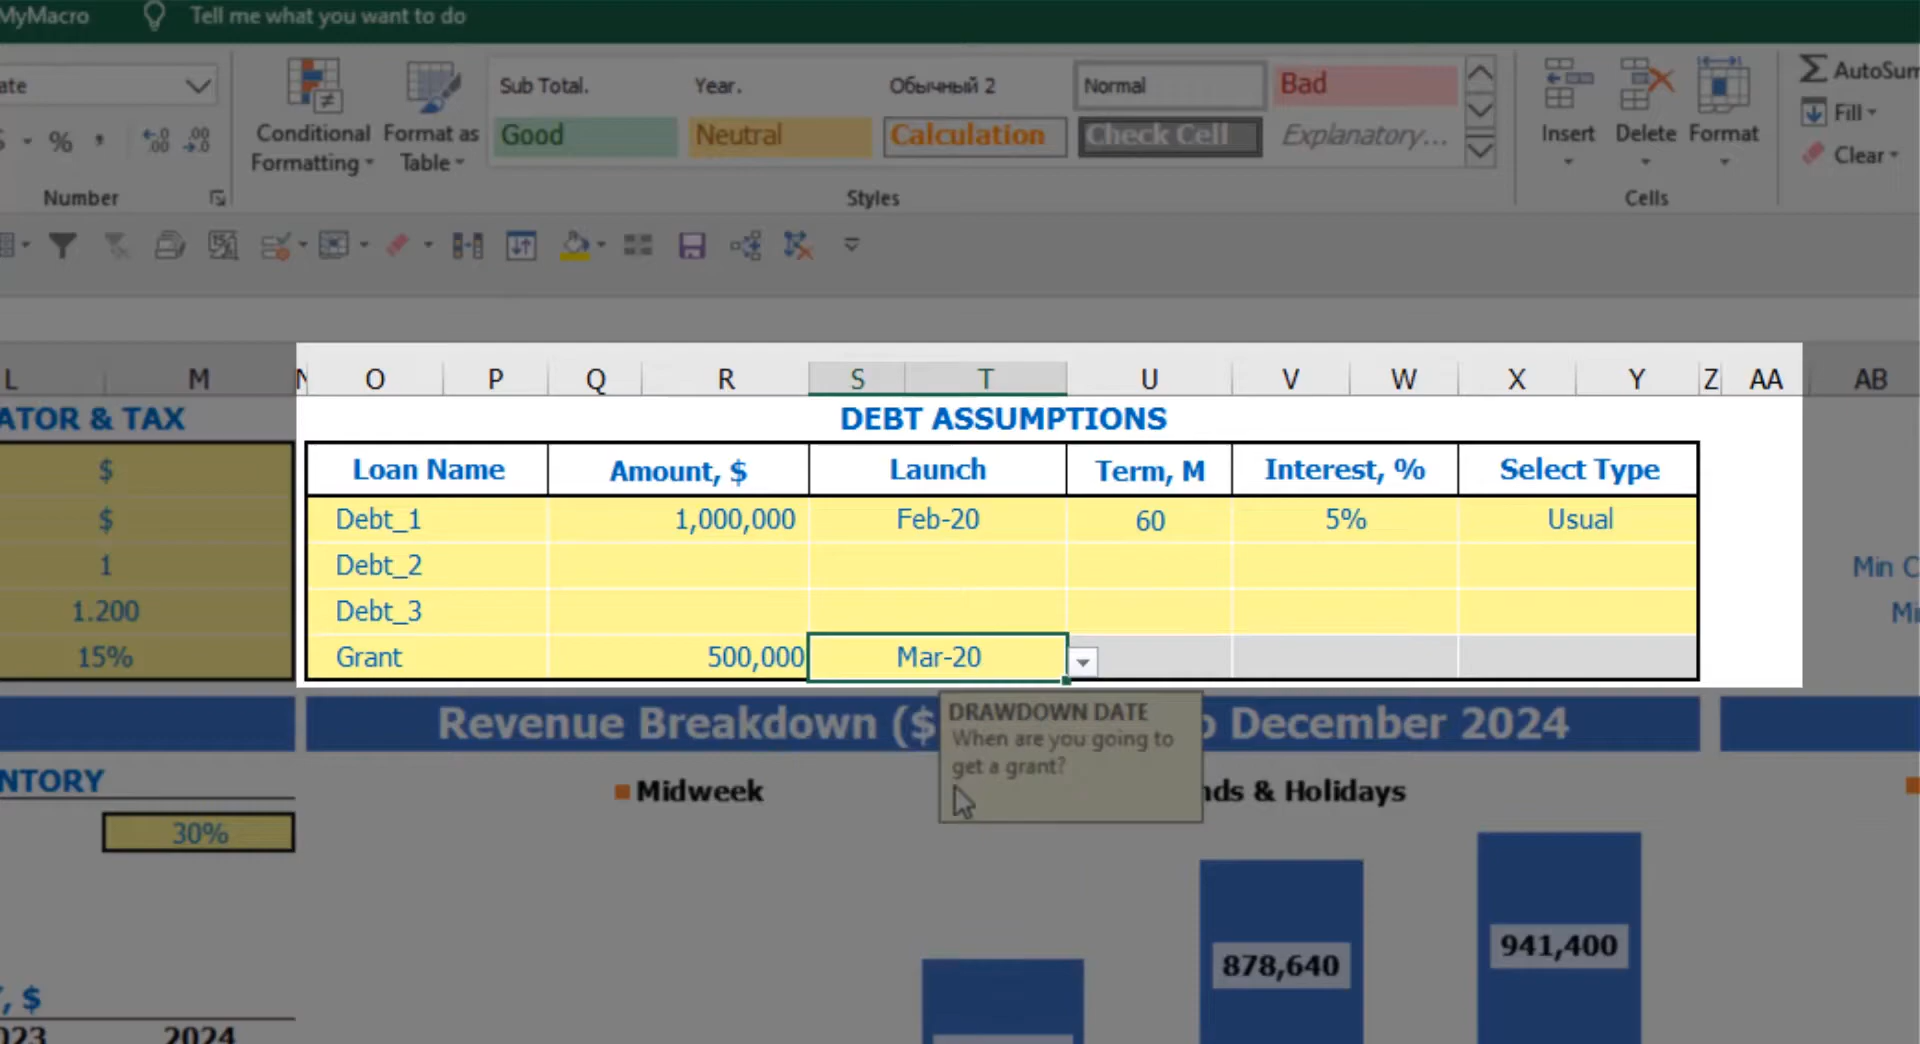 MyMacro Tell me what you want to do
Sub Total. Year. Обычный 2 Normal Bad
Conditional Formatting Format as Table Good Neutral Calculation Check Cell Explanatory... Insert Delete Format
AutoSum
Fill
Clear
% , .0 .00
Number Styles Cells
L M N O P Q R S T U V W X Y Z AA AB
ATOR & TAX DEBT ASSUMPTIONS
$ Loan Name Amount, $ Launch Term, M Interest, % Select Type
$ Debt_1 1,000,000 Feb-20 60 5% Usual
1 Debt_2 Min C
1.200 Debt_3
15% Grant 500,000 Mar-20
Revenue Breakdown ($ o December 2024
DRAWDOWN DATE
When are you going to
get a grant?
NTORY Midweek nds & Holidays
30%
941,400
878,640
, $
023 2024